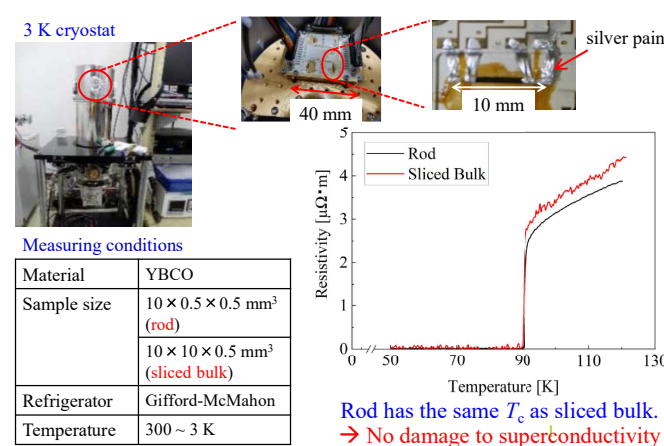 3 K cryostat
silver pain
40 mm
10 mm
Measuring conditions
Material YBCO
Sample size 10 × 0.5 × 0.5 mm³
(rod)
10 × 10 × 0.5 mm³
(sliced bulk)
Refrigerator Gifford-McMahon
Temperature 300 ~ 3 K
Rod
Sliced Bulk
Resistivity [μΩ•m]
5
4
3
2
1
0
0 50 70 90 110 130
Temperature [K]
Rod has the same Tc as sliced bulk.
→ No damage to superconductivity